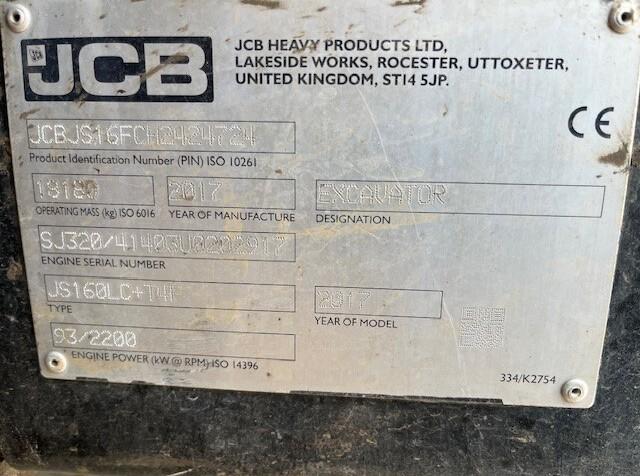 JCB
JCB HEAVY PRODUCTS LTD,
LAKESIDE WORKS, ROCESTER, UTTOXETER,
UNITED KINGDOM, ST14 5JP.
CE
JCBJS16FCH2424724
Product Identification Number (PIN) ISO 10261
18180 2017 EXCAVATOR
OPERATING MASS (kg) ISO 6016 YEAR OF MANUFACTURE DESIGNATION
SJ320/41403U0202917
ENGINE SERIAL NUMBER
JS160LC+T4F 2017
TYPE YEAR OF MODEL
93/2200
ENGINE POWER (kW @ RPM) ISO 14396
334/K2754